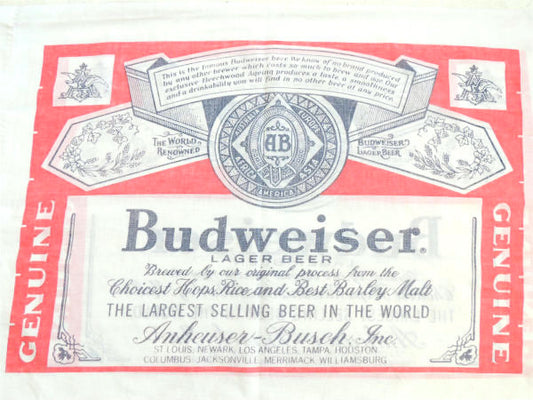 This is the famous Budweiser beer. We know of no brand produced
by any other brewer which costs so much to brew and age. Our
exclusive Beechwood Ageing produces a taste, a smoothness
and a drinkability you will find in no other beer at any price.
THE WORLD
RENOWNED
EUROPE
AFRICA
AB
ASIA
AMERICA
BUDWEISER
LAGER BEER
GENUINE
Budweiser®
LAGER BEER
Brewed by our original process from the
Choicest Hops, Rice and Best Barley Malt
THE LARGEST SELLING BEER IN THE WORLD
Anheuser-Busch, Inc.
ST. LOUIS, NEWARK, LOS ANGELES, TAMPA, HOUSTON,
COLUMBUS, JACKSONVILLE, MERRIMACK, WILLIAMSBURG
GENUINE